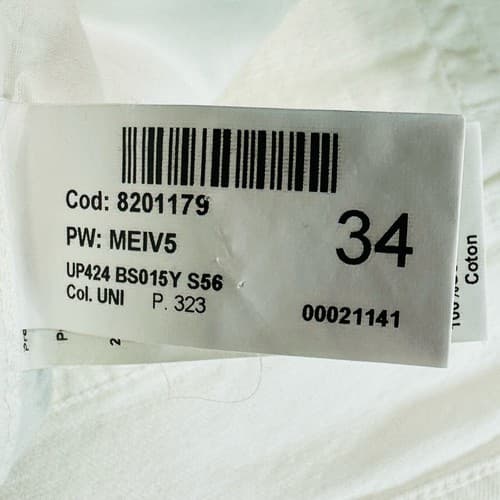 Cod: 8201179
34
PW: MEIV5
UP424 BS015Y S56
Col. UNI P. 323
00021141
Coton